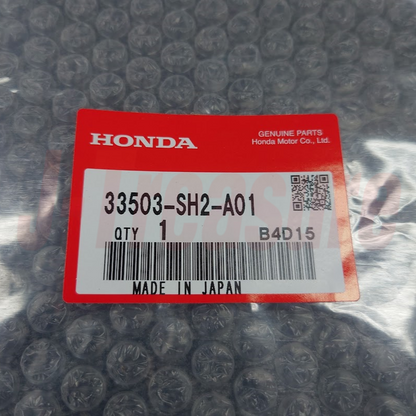 HONDA
GENUINE PARTS
Honda Motor Co., Ltd.
33503-SH2-A01
QTY 1 B4D15
MADE IN JAPAN